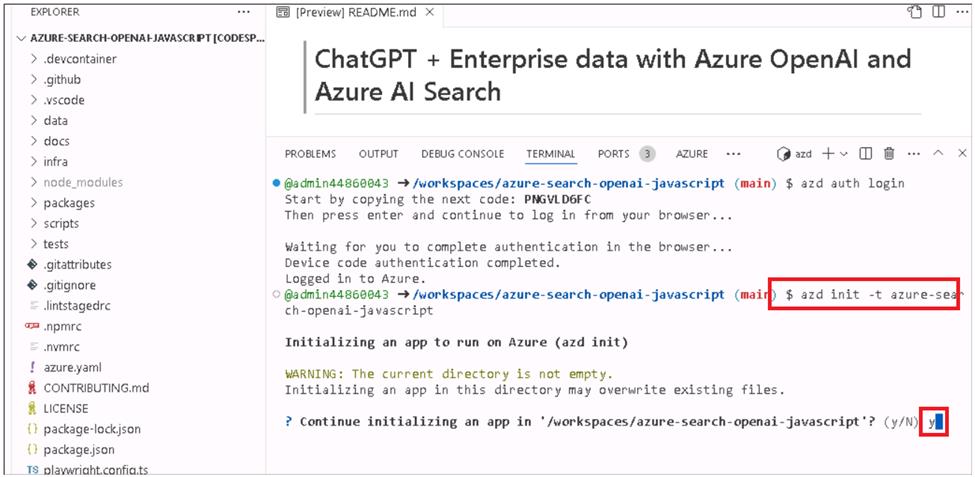 EXPLORER
···
[Preview] README.md
AZURE-SEARCH-OPENAI-JAVASCRIPT [CODESP...
.devcontainer
.github
.vscode
data
docs
infra
node_modules
packages
scripts
tests
.gitattributes
.gitignore
.lintstagedrc
.npmrc
.nvmrc
! azure.yaml
CONTRIBUTING.md
LICENSE
{} package-lock.json
{} package.json
TS playwright.config.ts
ChatGPT + Enterprise data with Azure OpenAI and
Azure AI Search
PROBLEMS OUTPUT DEBUG CONSOLE TERMINAL PORTS 3 AZURE ··· azd ···
@admin44860043 ➜ /workspaces/azure-search-openai-javascript (main) $ azd auth login
Start by copying the next code: PNGVLD6FC
Then press enter and continue to log in from your browser...
Waiting for you to complete authentication in the browser...
Device code authentication completed.
Logged in to Azure.
@admin44860043 ➜ /workspaces/azure-search-openai-javascript (main) $ azd init -t azure-sear
ch-openai-javascript
Initializing an app to run on Azure (azd init)
WARNING: The current directory is not empty.
Initializing an app in this directory may overwrite existing files.
? Continue initializing an app in '/workspaces/azure-search-openai-javascript'? (y/N) y